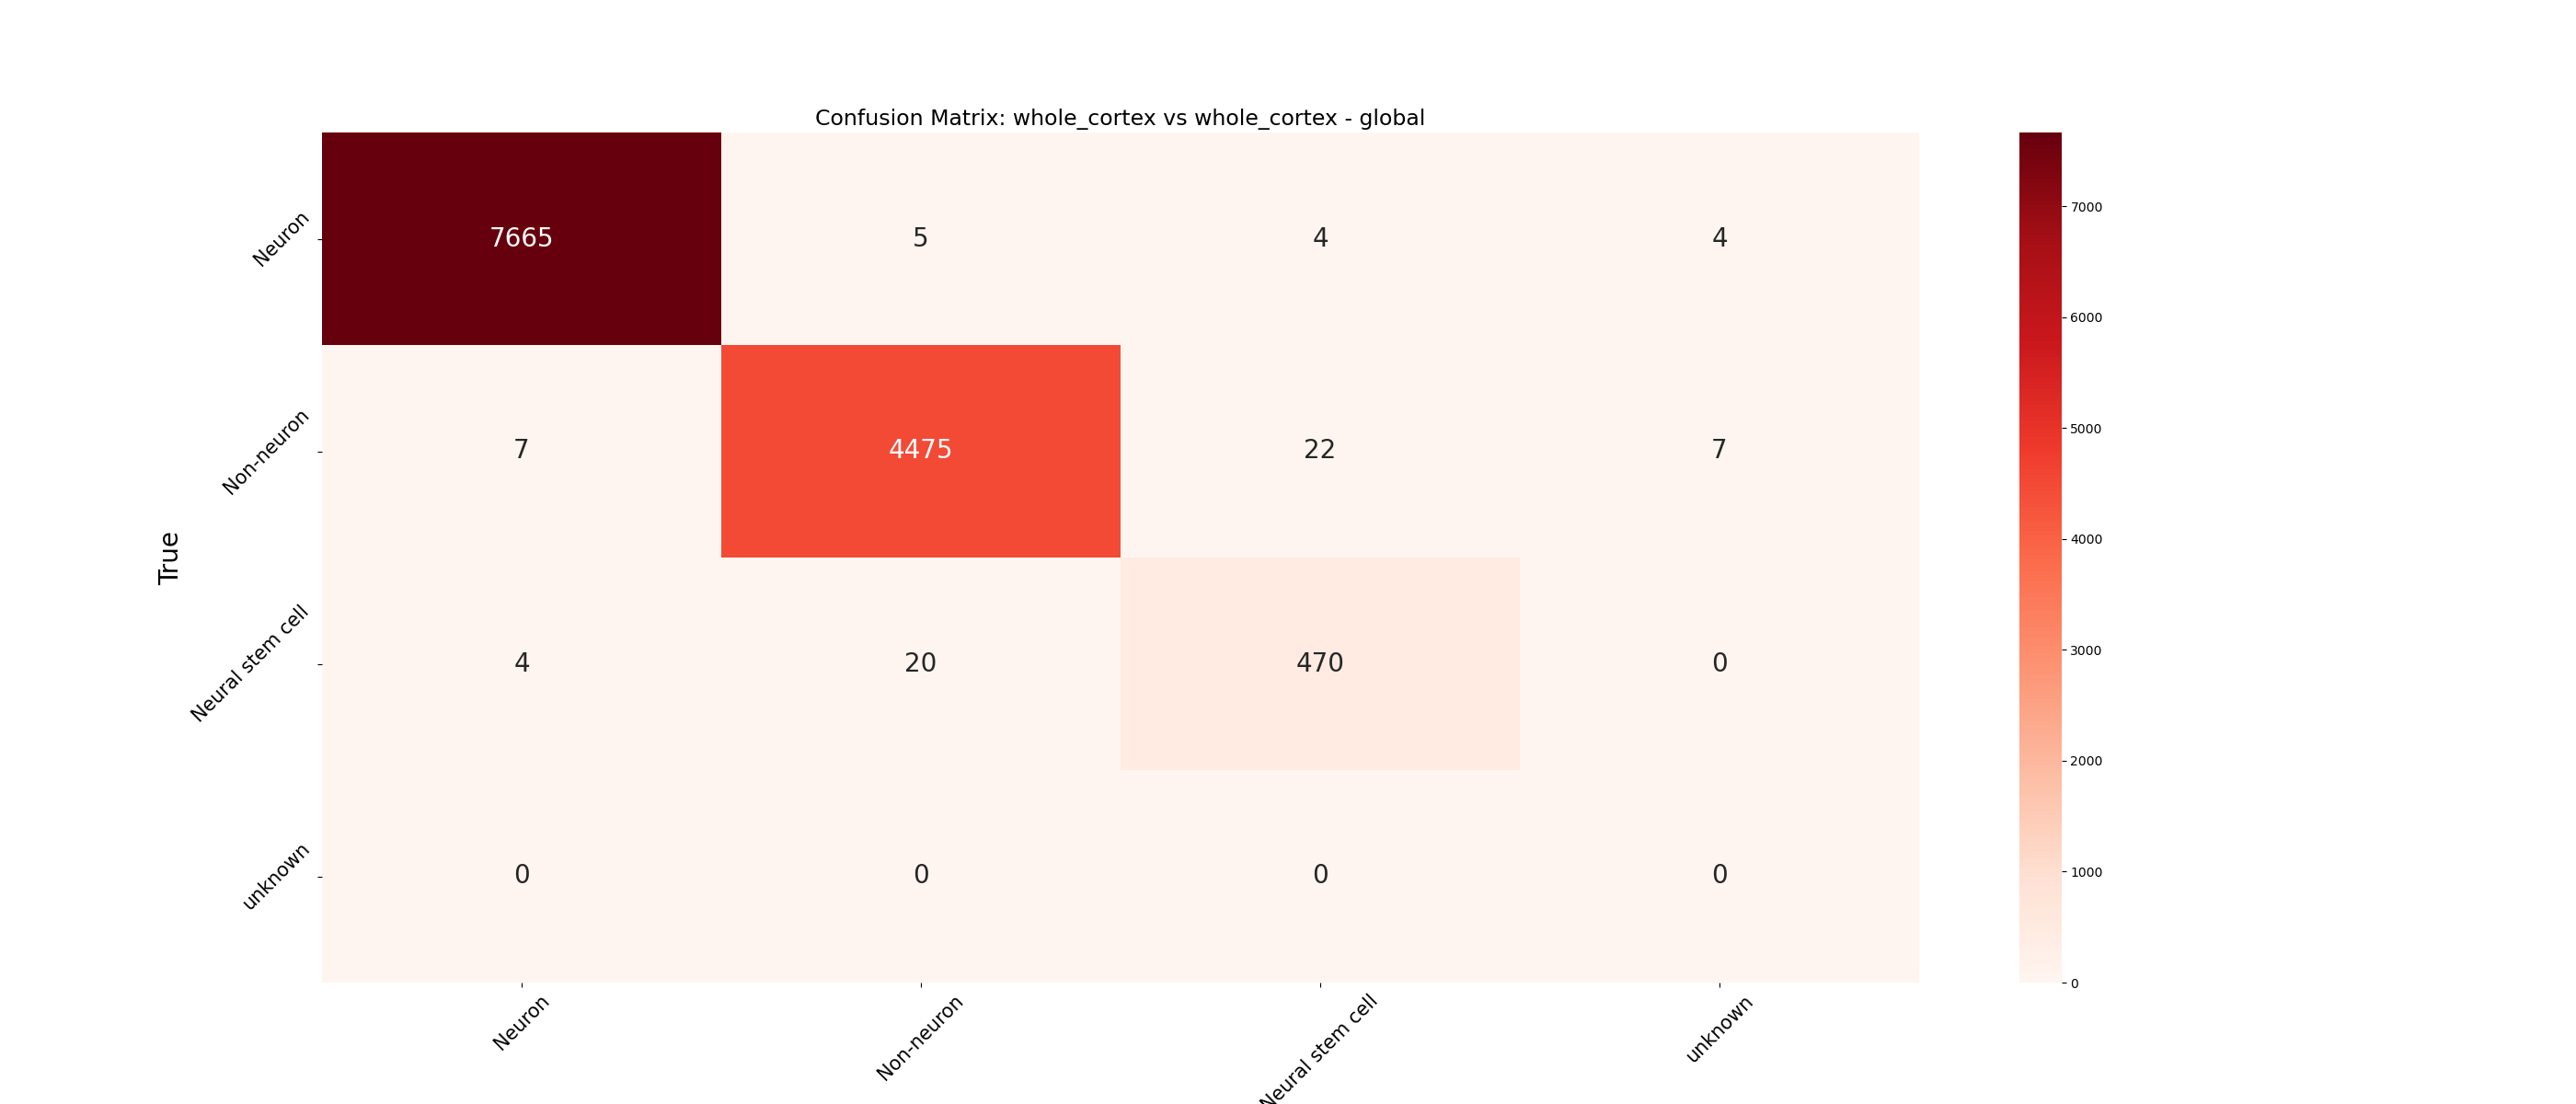 Confusion Matrix: whole_cortex vs whole_cortex - global
Neuron 7665 5 4 4
Non-neuron 7 4475 22 7
Neural stem cell 4 20 470 0
unknown 0 0 0 0
True
Neuron Non-neuron Neural stem cell unknown
7000
6000
5000
4000
3000
2000
1000
0